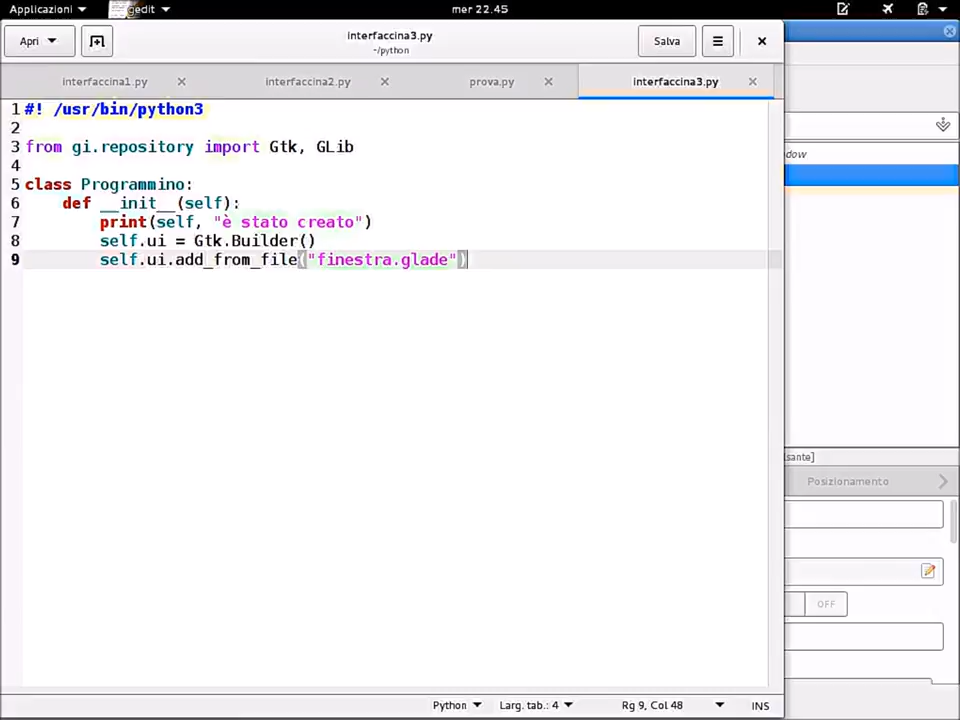 Applicazioni gedit mer 22.45
Apri interfaccina3.py Salva
~/python
interfaccina1.py interfaccina2.py prova.py interfaccina3.py
1 #! /usr/bin/python3
2
3 from gi.repository import Gtk, GLib
4
5 class Programmino:
6     def __init__(self):
7         print(self, "è stato creato")
8         self.ui = Gtk.Builder()
9         self.ui.add_from_file("finestra.glade")
dow
sante]
Posizionamento
OFF
Python Larg. tab.: 4 Rg 9, Col 48 INS